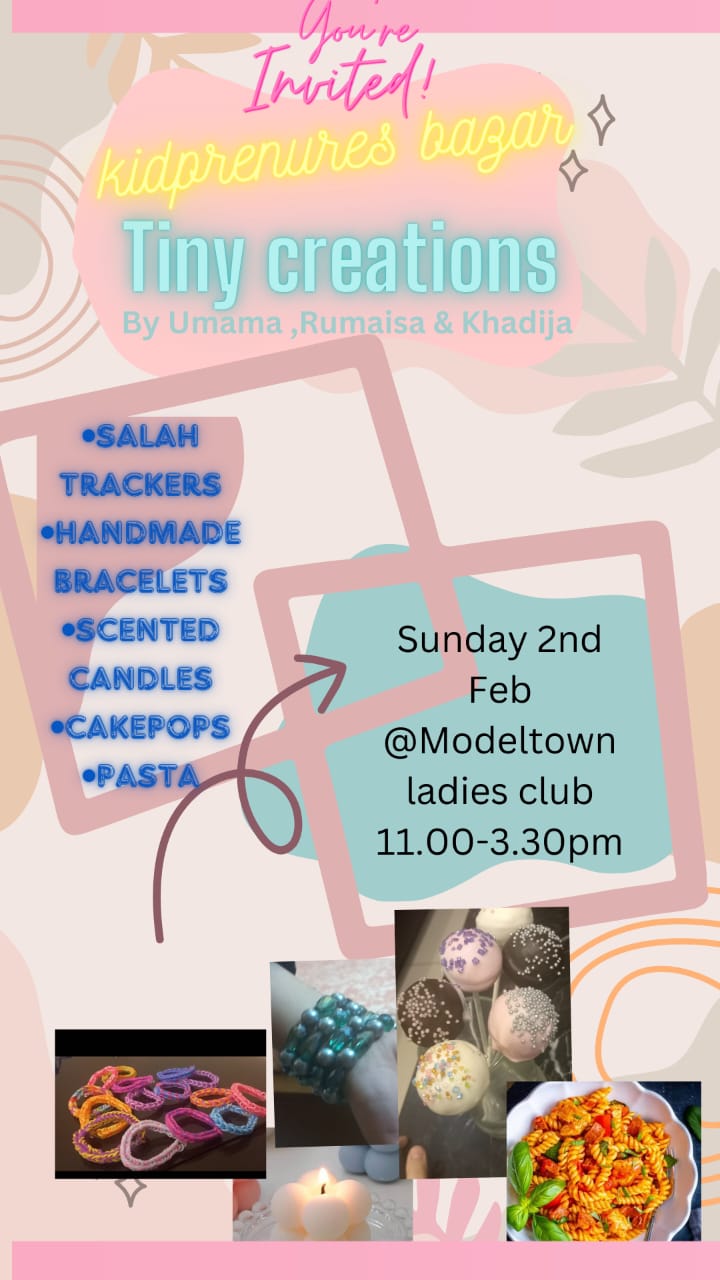 You're
Invited!
kidprenures bazar
Tiny creations
By Umama ,Rumaisa & Khadija
•SALAH
TRACKERS
•HANDMADE
BRACELETS
•SCENTED
CANDLES
•CAKEPOPS
•PASTA
Sunday 2nd
Feb
@Modeltown
ladies club
11.00-3.30pm